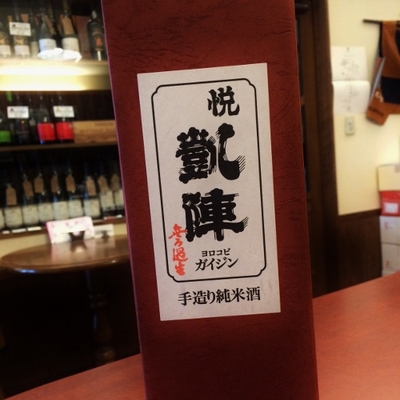 悦
凱陣
ヨロコビ
ガイジン
手造り純米酒